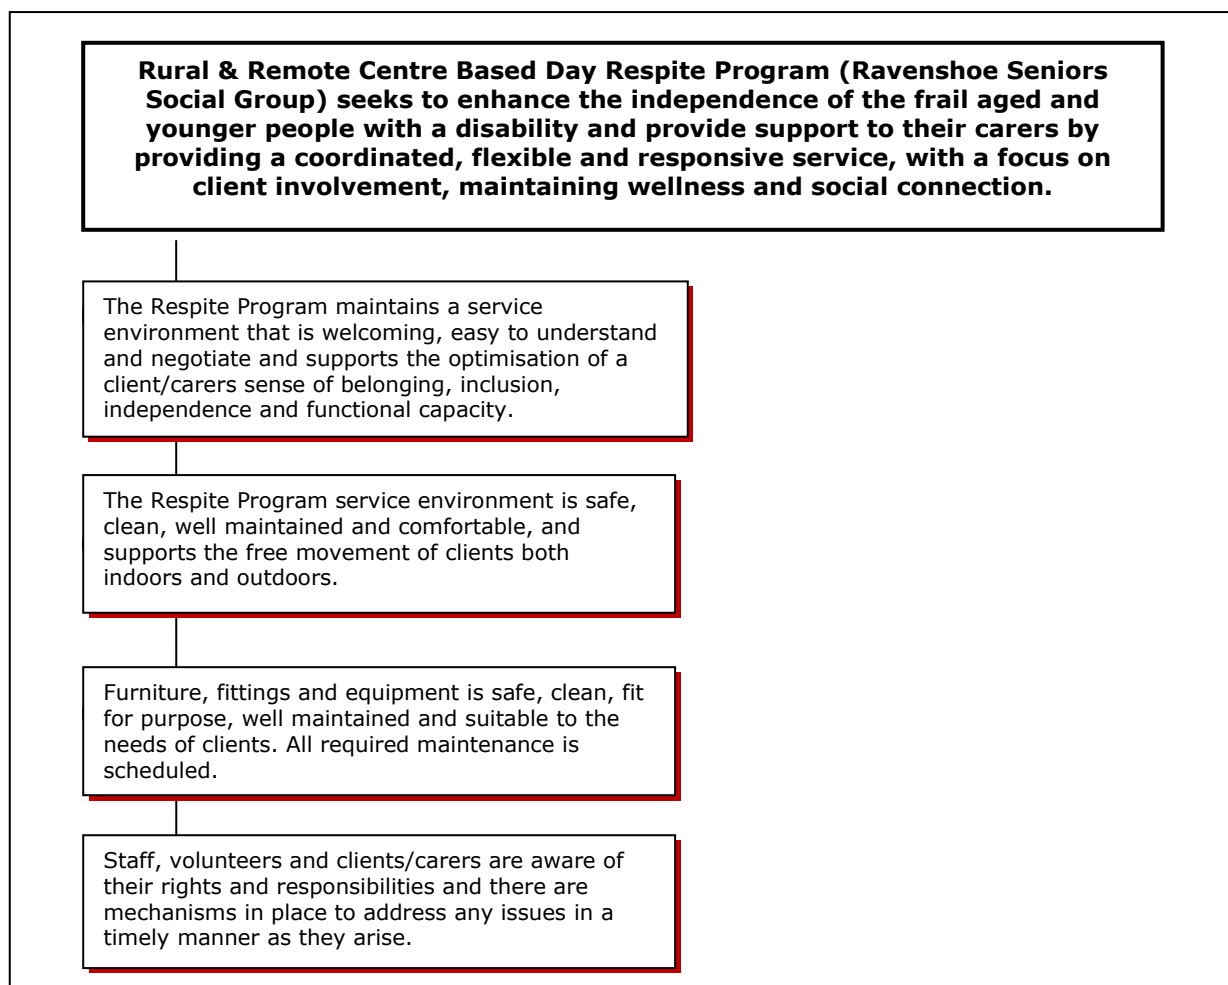 Rural & Remote Centre Based Day Respite Program (Ravenshoe Seniors
Social Group) seeks to enhance the independence of the frail aged and
younger people with a disability and provide support to their carers by
providing a coordinated, flexible and responsive service, with a focus on
client involvement, maintaining wellness and social connection.
The Respite Program maintains a service
environment that is welcoming, easy to understand
and negotiate and supports the optimisation of a
client/carers sense of belonging, inclusion,
independence and functional capacity.
The Respite Program service environment is safe,
clean, well maintained and comfortable, and
supports the free movement of clients both
indoors and outdoors.
Furniture, fittings and equipment is safe, clean, fit
for purpose, well maintained and suitable to the
needs of clients. All required maintenance is
scheduled.
Staff, volunteers and clients/carers are aware of
their rights and responsibilities and there are
mechanisms in place to address any issues in a
timely manner as they arise.